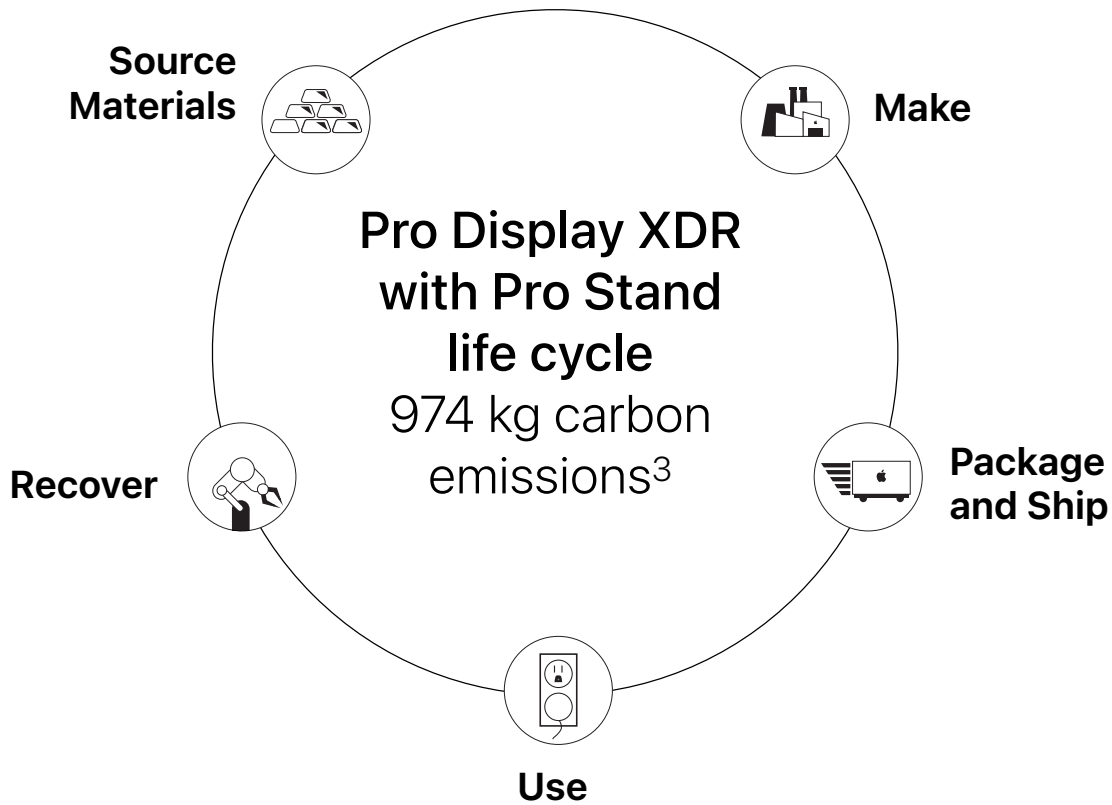 Source
Materials
Make
Pro Display XDR
with Pro Stand
life cycle
974 kg carbon
emissions³
Recover
Package
and Ship
Use